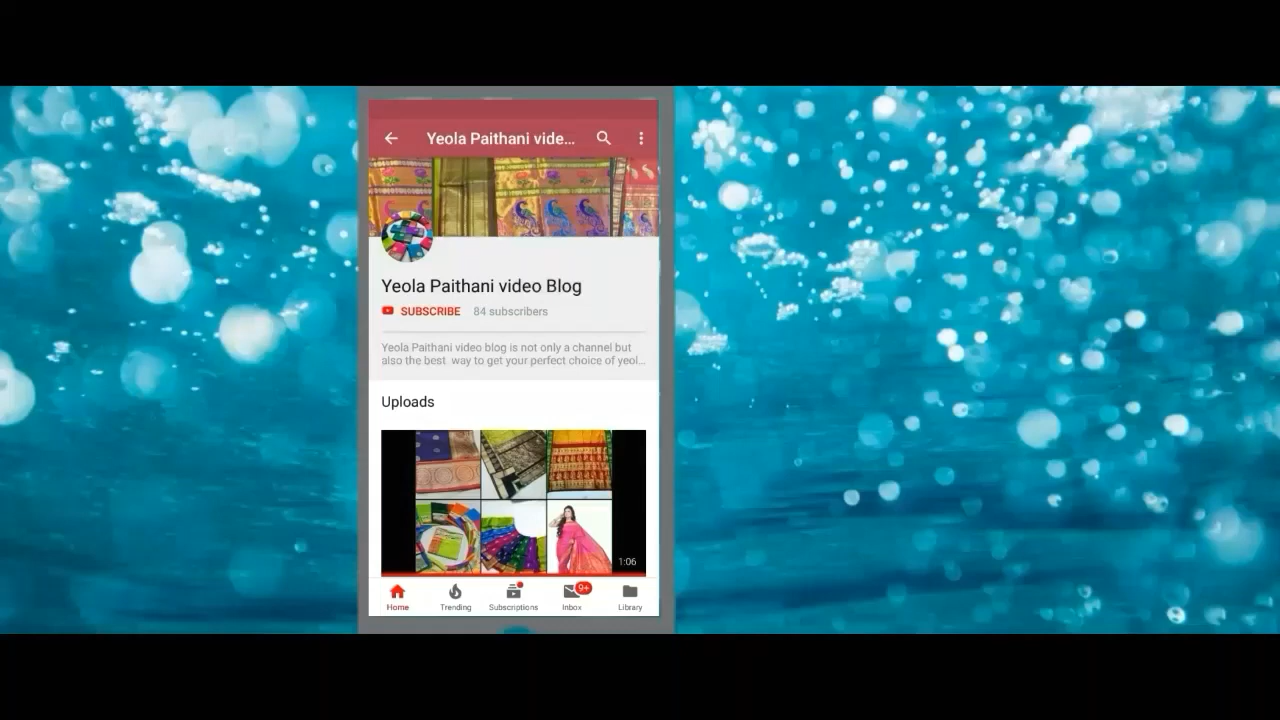 Yeola Paithani vide...
Yeola Paithani video Blog
SUBSCRIBE 84 subscribers
Yeola Paithani video blog is not only a channel but
also the best way to get your perfect choice of yeol...
Uploads
1:06
9+
Home Trending Subscriptions Inbox Library